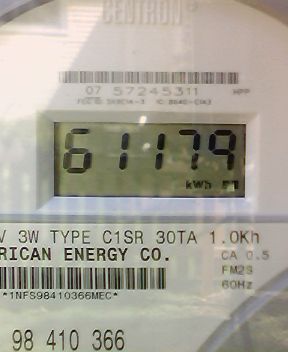 CENTRON
07 57245311 HPP
61179
kWh
V 3W TYPE C1SR 30TA 1.0Kh
RICAN ENERGY CO. CA 0.5
FM2S
60Hz
*1NFS98410366MEC*
98 410 366